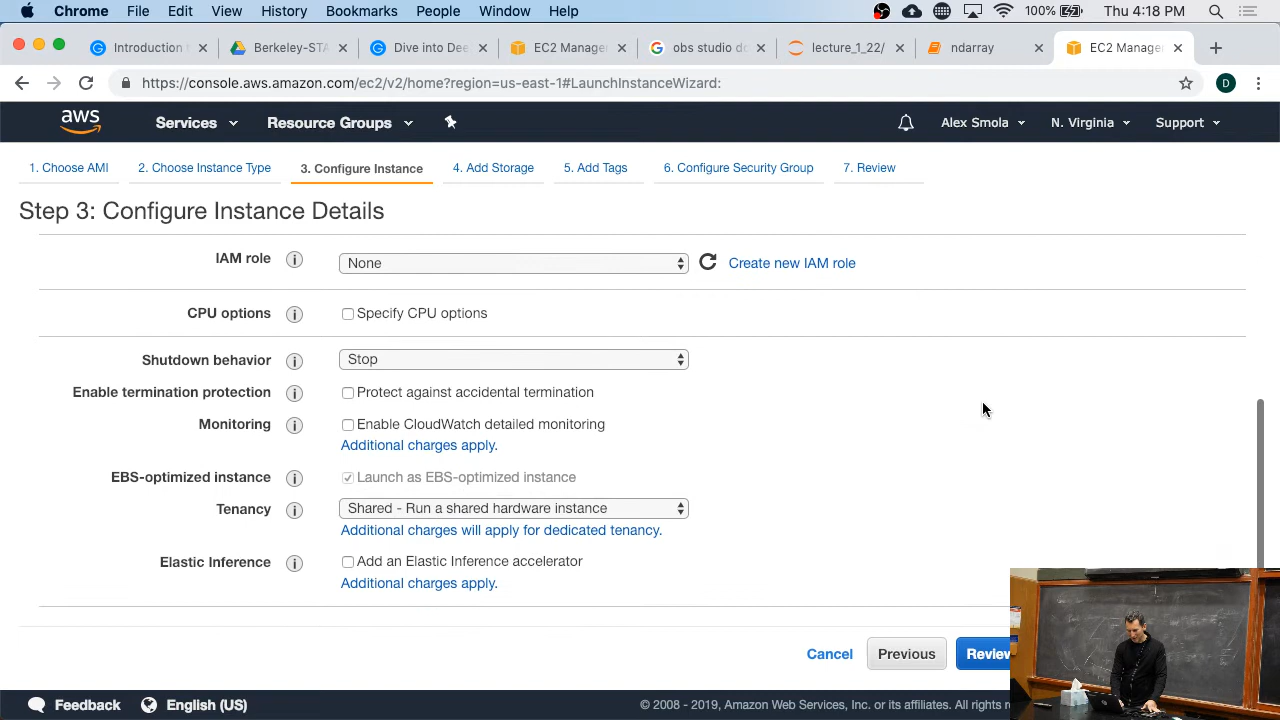 Chrome File Edit View History Bookmarks People Window Help 100% Thu 4:18 PM
Introduction Berkeley-STA Dive into Dee EC2 Manage obs studio do lecture_1_22/ ndarray EC2 Manage
https://console.aws.amazon.com/ec2/v2/home?region=us-east-1#LaunchInstanceWizard: D
aws Services Resource Groups Alex Smola N. Virginia Support
1. Choose AMI 2. Choose Instance Type 3. Configure Instance 4. Add Storage 5. Add Tags 6. Configure Security Group 7. Review
Step 3: Configure Instance Details
IAM role i None Create new IAM role
CPU options i Specify CPU options
Shutdown behavior i Stop
Enable termination protection i Protect against accidental termination
Monitoring i Enable CloudWatch detailed monitoring
Additional charges apply.
EBS-optimized instance i Launch as EBS-optimized instance
Tenancy i Shared - Run a shared hardware instance
Additional charges will apply for dedicated tenancy.
Elastic Inference i Add an Elastic Inference accelerator
Additional charges apply.
Cancel Previous Review
Feedback English (US) © 2008 - 2019, Amazon Web Services, Inc. or its affiliates. All rights